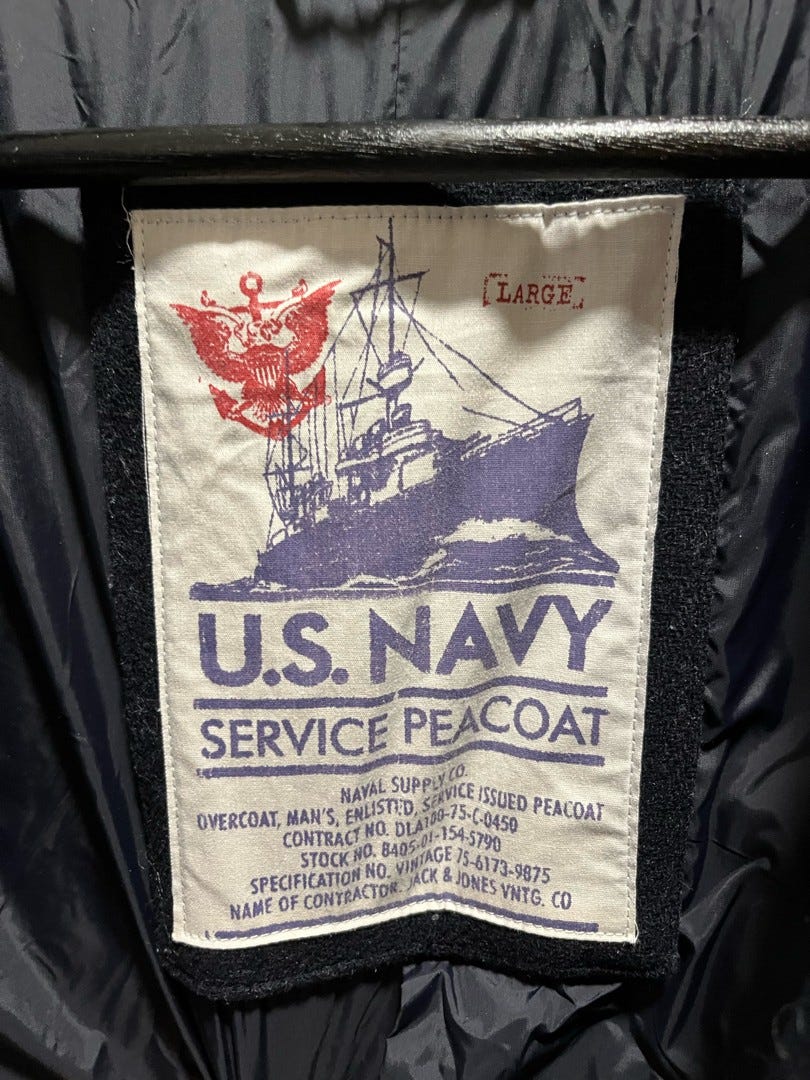 [LARGE]
U.S. NAVY
SERVICE PEACOAT
NAVAL SUPPLY CO.
OVERCOAT, MAN'S, ENLISTED, SERVICE ISSUED PEACOAT
CONTRACT NO. DLA100-75-C-0450
STOCK NO. 8405-01-154-5790
SPECIFICATION NO. VINTAGE 75-6173-9875
NAME OF CONTRACTOR. JACK & JONES VNTG. CO